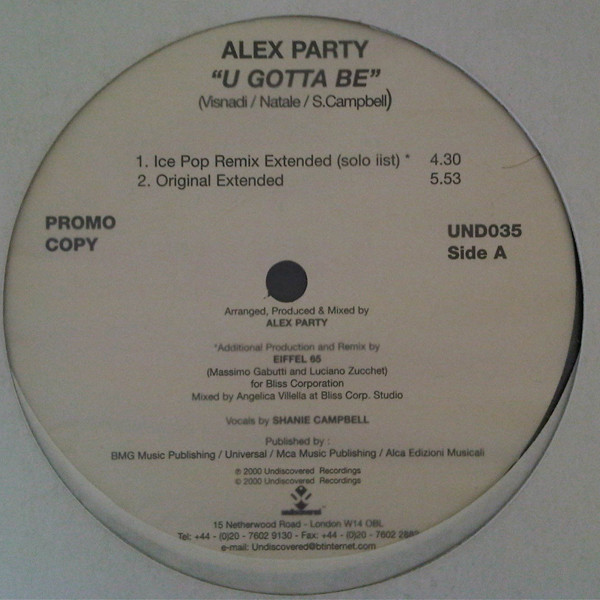 ALEX PARTY
"U GOTTA BE"
(Visnadi / Natale / S.Campbell)
1. Ice Pop Remix Extended (solo iist) * 4.30
2. Original Extended 5.53
PROMO
COPY
UND035
Side A
Arranged, Produced & Mixed by
ALEX PARTY
*Additional Production and Remix by
EIFFEL 65
(Massimo Gabutti and Luciano Zucchet)
for Bliss Corporation
Mixed by Angelica Villella at Bliss Corp. Studio
Vocals by SHANIE CAMPBELL
Published by :
BMG Music Publishing / Universal / Mca Music Publishing / Alca Edizioni Musicali
℗ 2000 Undiscovered Recordings
© 2000 Undiscovered Recordings
undiscovered
15 Netherwood Road - London W14 OBL
Tel: +44 - (0)20 - 7602 9130 - Fax: +44 - (0)20 - 7602
e-mail: Undiscovered@btinternet.com